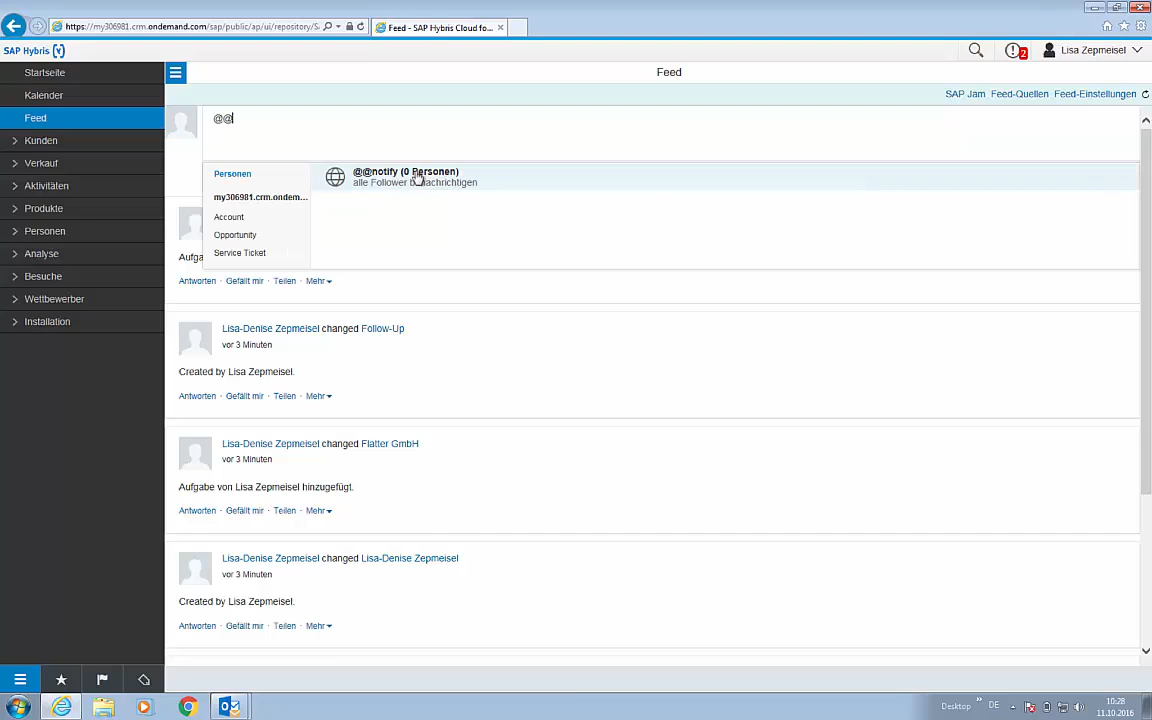 https://my306981.crm.ondemand.com/sap/public/ap/ui/repository/S
Feed - SAP Hybris Cloud fo...
SAP Hybris
2
Lisa Zepmeisel
Startseite
Kalender
Feed
Kunden
Verkauf
Aktivitäten
Produkte
Personen
Analyse
Besuche
Wettbewerber
Installation
Feed
SAP Jam Feed-Quellen Feed-Einstellungen
@@
Personen
my306981.crm.ondem...
Account
Opportunity
Service Ticket
@@notify (0 Personen)
alle Follower benachrichtigen
Antworten · Gefällt mir · Teilen · Mehr
Lisa-Denise Zepmeisel changed Follow-Up
vor 3 Minuten
Created by Lisa Zepmeisel.
Antworten · Gefällt mir · Teilen · Mehr
Lisa-Denise Zepmeisel changed Flatter GmbH
vor 3 Minuten
Aufgabe von Lisa Zepmeisel hinzugefügt.
Antworten · Gefällt mir · Teilen · Mehr
Lisa-Denise Zepmeisel changed Lisa-Denise Zepmeisel
vor 3 Minuten
Created by Lisa Zepmeisel.
Antworten · Gefällt mir · Teilen · Mehr
Desktop
DE
10:28
11.10.2016